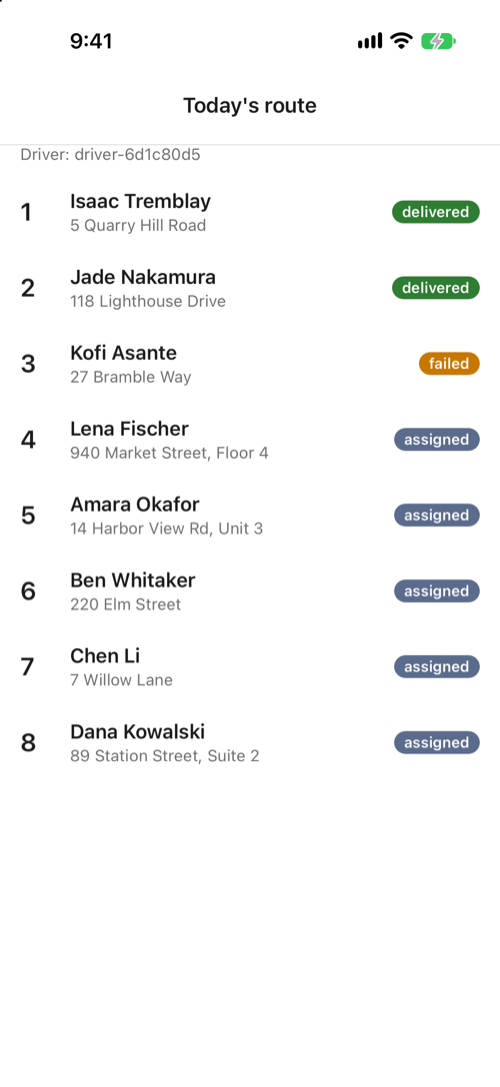 9:41
Today's route
Driver: driver-6d1c80d5
1
Isaac Tremblay
5 Quarry Hill Road
delivered
2
Jade Nakamura
118 Lighthouse Drive
delivered
3
Kofi Asante
27 Bramble Way
failed
4
Lena Fischer
940 Market Street, Floor 4
assigned
5
Amara Okafor
14 Harbor View Rd, Unit 3
assigned
6
Ben Whitaker
220 Elm Street
assigned
7
Chen Li
7 Willow Lane
assigned
8
Dana Kowalski
89 Station Street, Suite 2
assigned